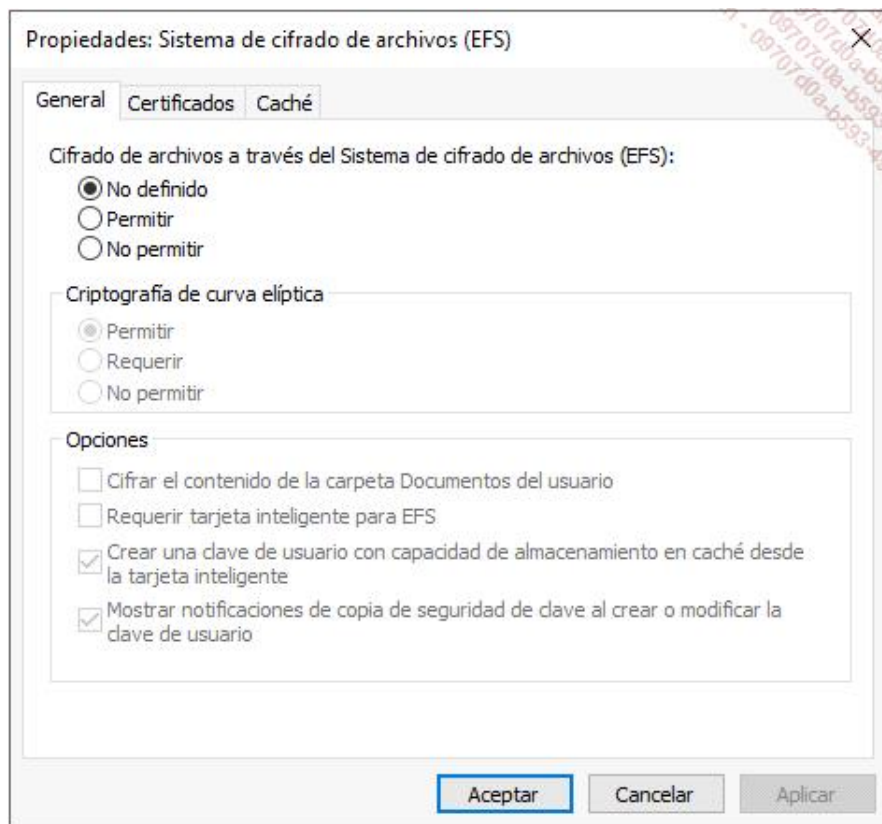 Propiedades: Sistema de cifrado de archivos (EFS)
General Certificados Caché
Cifrado de archivos a través del Sistema de cifrado de archivos (EFS):
No definido
Permitir
No permitir
Criptografía de curva elíptica
Permitir
Requerir
No permitir
Opciones
Cifrar el contenido de la carpeta Documentos del usuario
Requerir tarjeta inteligente para EFS
Crear una clave de usuario con capacidad de almacenamiento en caché desde
la tarjeta inteligente
Mostrar notificaciones de copia de seguridad de clave al crear o modificar la
clave de usuario
Aceptar Cancelar Aplicar